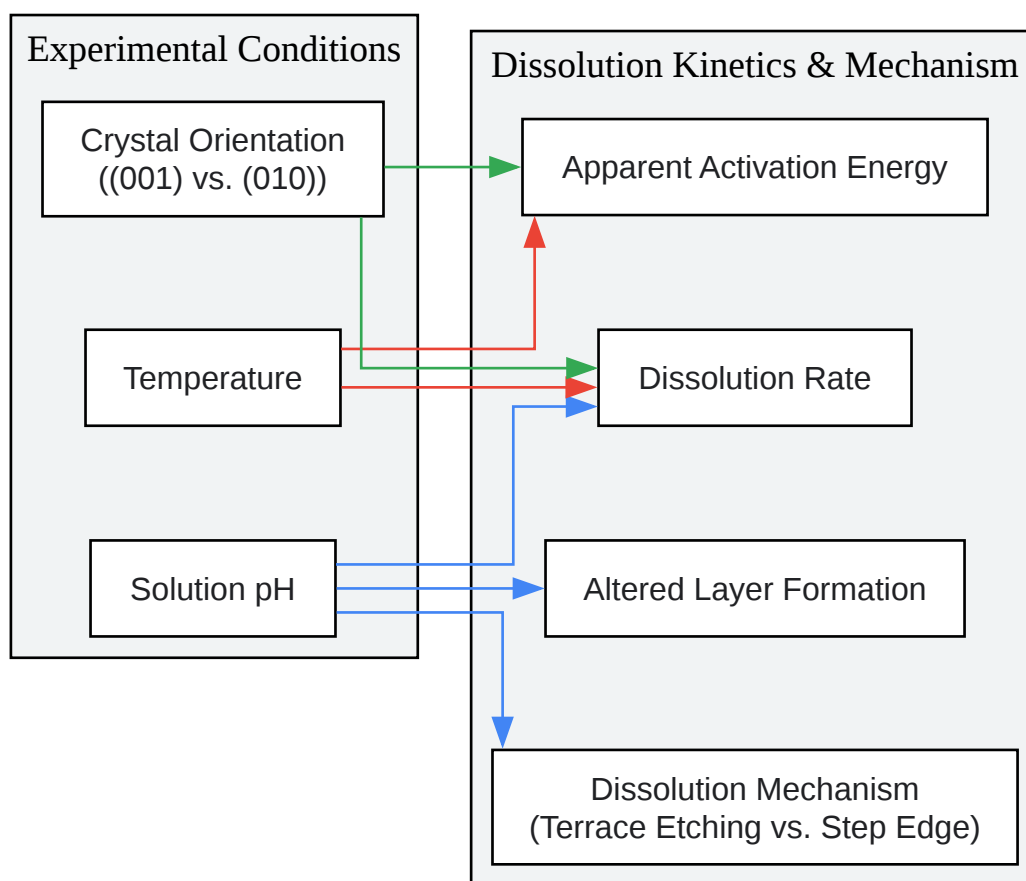 Experimental Conditions
Crystal Orientation
((001) vs. (010))
Temperature
Solution pH
Dissolution Kinetics & Mechanism
Apparent Activation Energy
Dissolution Rate
Altered Layer Formation
Dissolution Mechanism
(Terrace Etching vs. Step Edge)